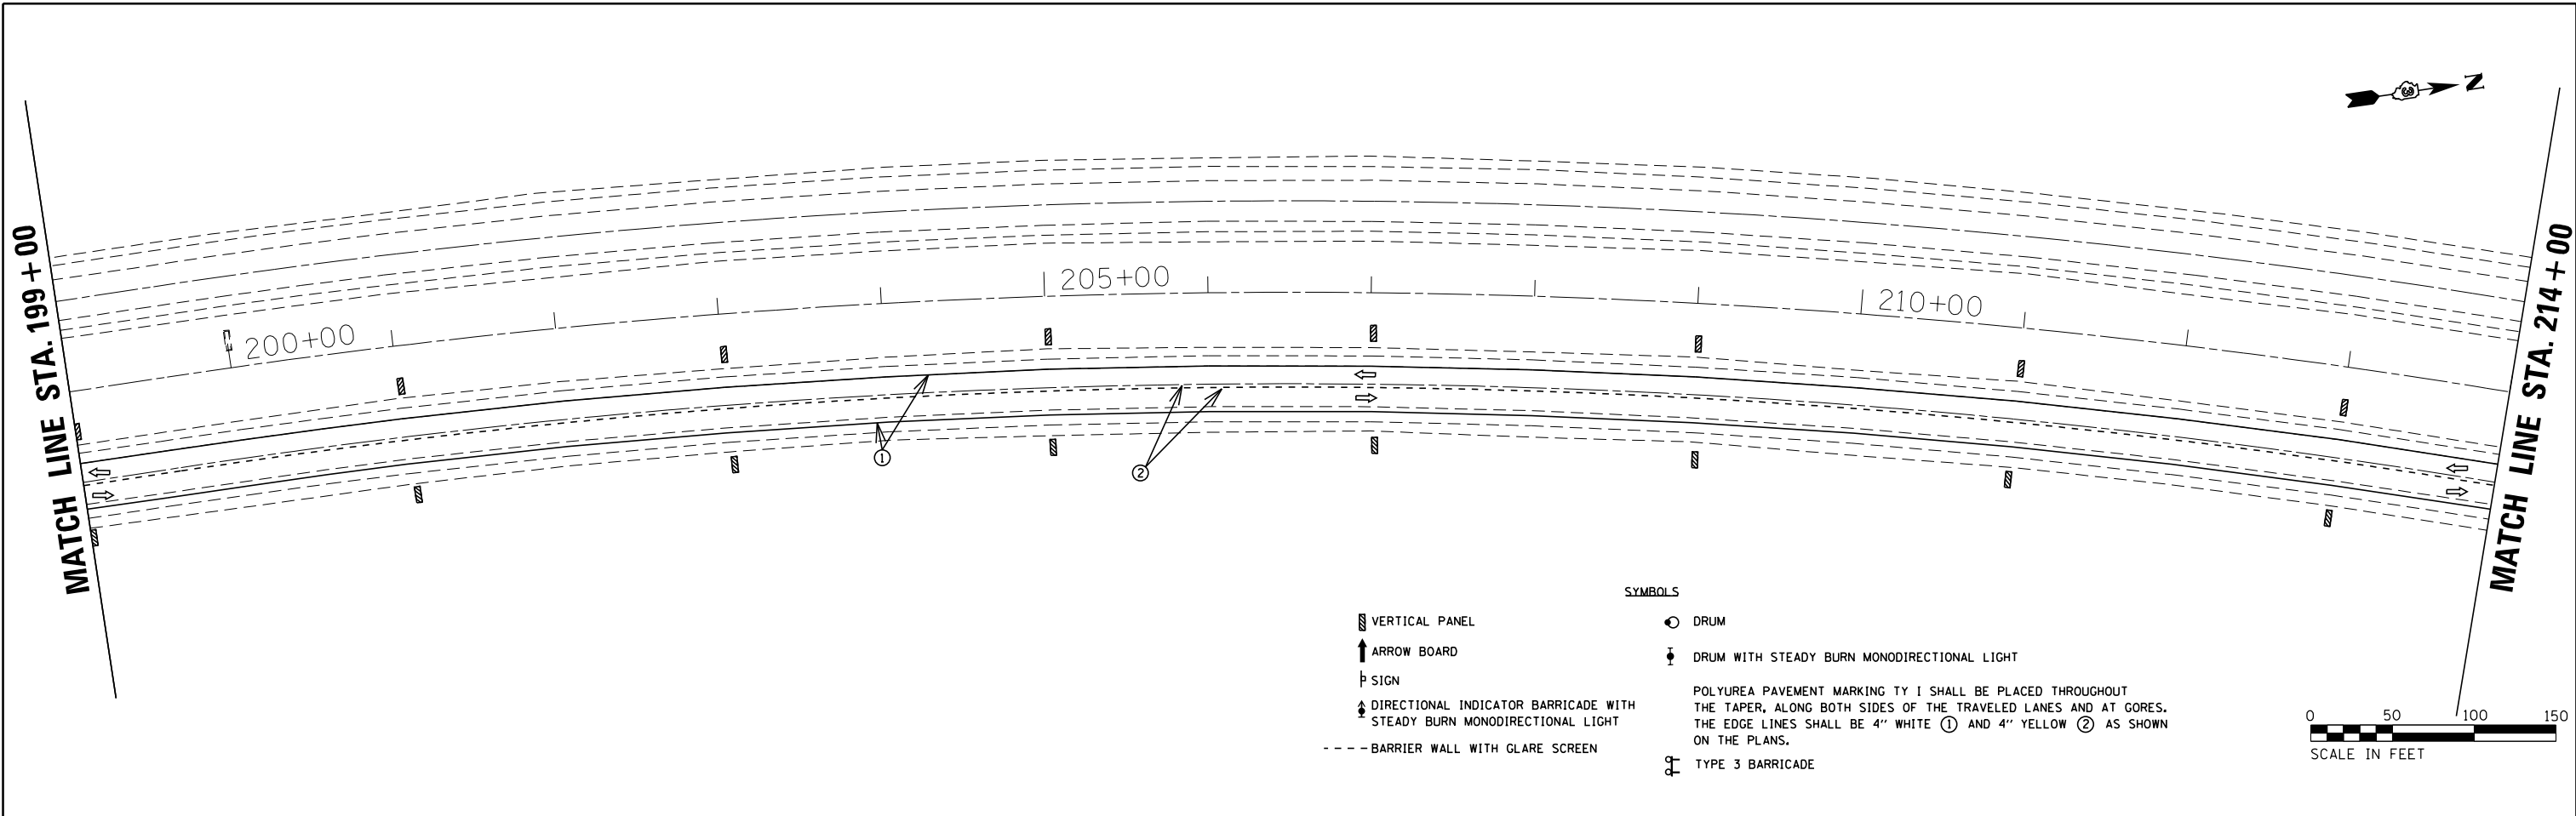 N
MATCH LINE STA. 199+00
200+00
205+00
210+00
MATCH LINE STA. 214+00
1
2
SYMBOLS
VERTICAL PANEL
ARROW BOARD
SIGN
DIRECTIONAL INDICATOR BARRICADE WITH
STEADY BURN MONODIRECTIONAL LIGHT
BARRIER WALL WITH GLARE SCREEN
DRUM
DRUM WITH STEADY BURN MONODIRECTIONAL LIGHT
POLYUREA PAVEMENT MARKING TY I SHALL BE PLACED THROUGHOUT
THE TAPER, ALONG BOTH SIDES OF THE TRAVELED LANES AND AT GORES.
THE EDGE LINES SHALL BE 4'' WHITE 1 AND 4'' YELLOW 2 AS SHOWN
ON THE PLANS.
TYPE 3 BARRICADE
0 50 100 150
SCALE IN FEET